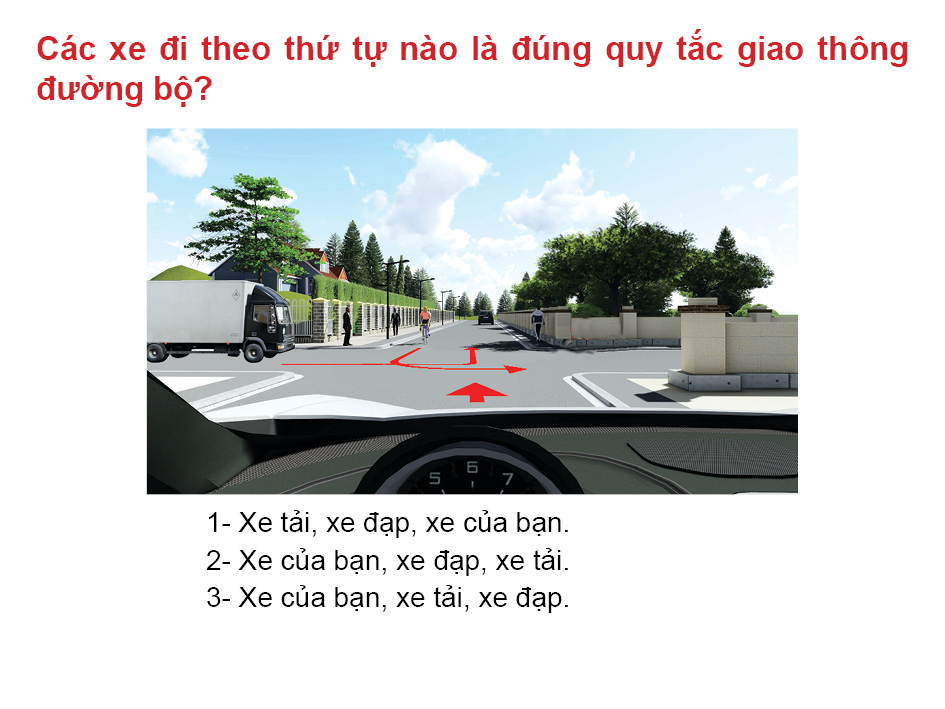 Các xe đi theo thứ tự nào là đúng quy tắc giao thông
đường bộ?
5 6 7
1- Xe tải, xe đạp, xe của bạn.
2- Xe của bạn, xe đạp, xe tải.
3- Xe của bạn, xe tải, xe đạp.